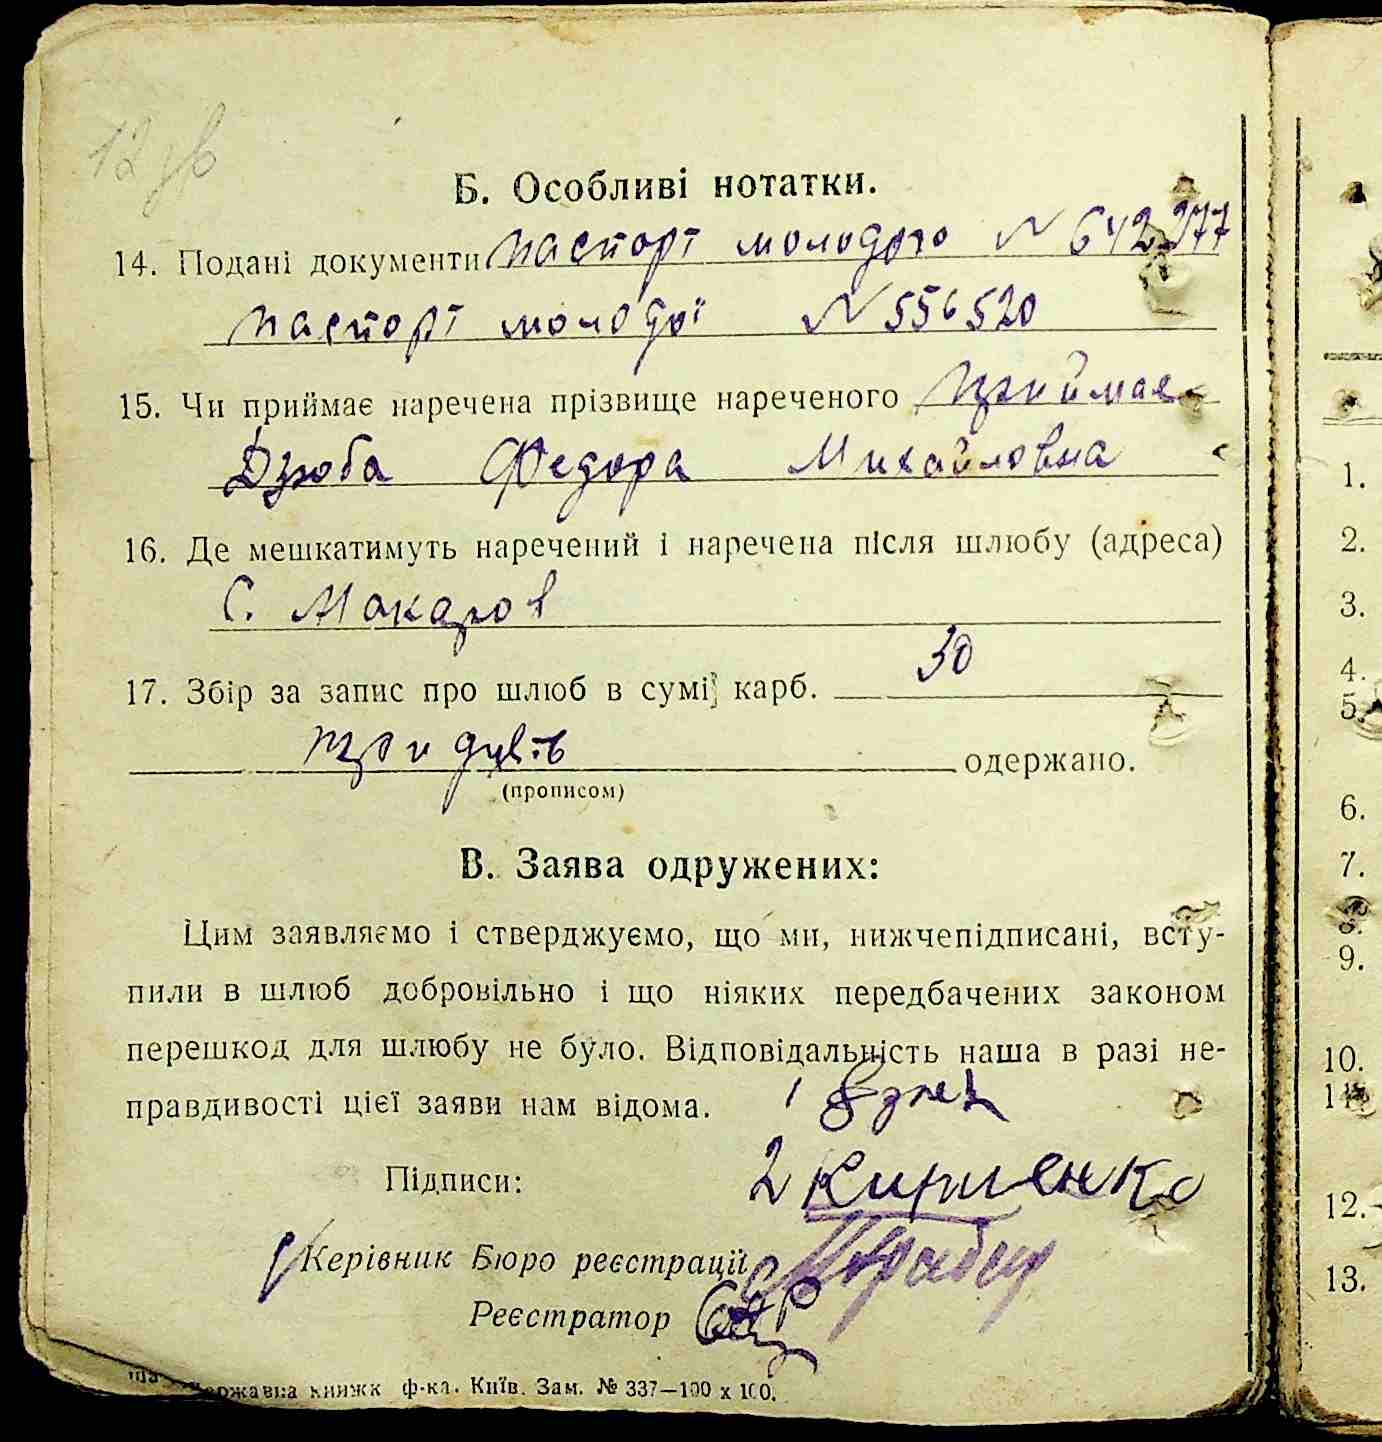 12
Б. Особливі нотатки.
14. Подані документи паспорт молодого N 642277
паспорт молодої N 556520
15. Чи приймає наречена прізвище нареченого приймає
Дзюба Федора Михайловна
16. Де мешкатимуть наречений і наречена після шлюбу (адреса)
С. Макаров
17. Збір за запис про шлюб в сумі карб. 30
тридцять одержано.
(прописом)
В. Заява одружених:
Цим заявляємо і стверджуємо, що ми, нижчепідписані, всту-
пили в шлюб добровільно і що ніяких передбачених законом
перешкод для шлюбу не було. Відповідальність наша в разі не-
правдивості цієї заяви нам відома. 1
Підписи: 2 Кириенко
Керівник Бюро реєстрації
Реєстратор
Державна книжк ф-ка. Київ. Зам. № 337—100 х 100.
1.
2.
3.
4.
5.
6.
7.
8.
9.
10.
11
12.
13.